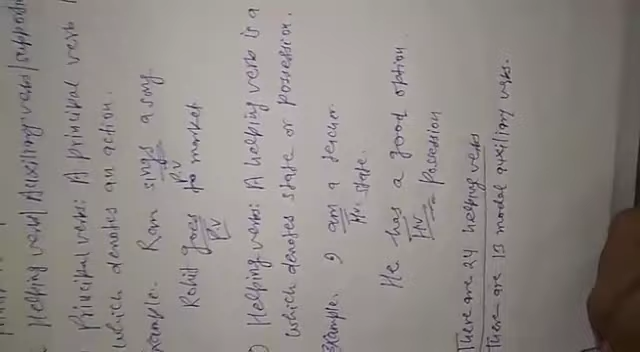 Helping verb/ Auxiliary verb/ suppo
Principal verb: A principal verb
which denotes an action.
Example. Ram sings a song.
PV
Rohit goes to market
PV
Helping verb: A helping verb is a
which denotes state or possession.
Example. I am a teacher
HV state.
He has a good option.
HV Possession
There are 24 helping verbs
There are 13 modal auxiliary verbs.